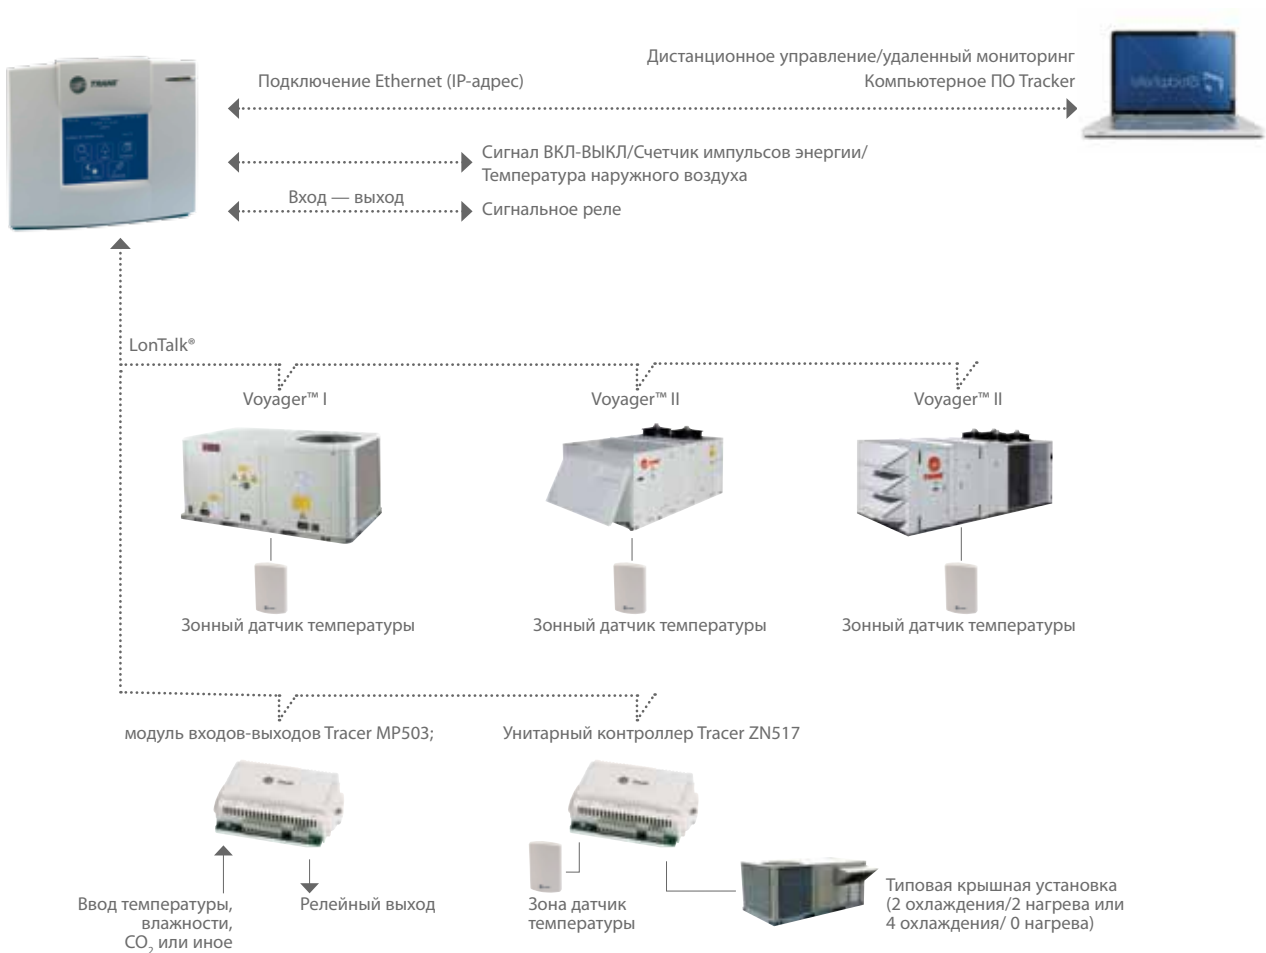 TRANE
Дистанционное управление/удаленный мониторинг
Подключение Ethernet (IP-адрес)
Компьютерное ПО Tracker
Сигнал ВКЛ-ВЫКЛ/Счетчик импульсов энергии/
Температура наружного воздуха
Вход — выход
Сигнальное реле
LonTalk®
Voyager™ I
Voyager™ II
Voyager™ II
Зонный датчик температуры
Зонный датчик температуры
Зонный датчик температуры
модуль входов-выходов Tracer MP503;
Унитарный контроллер Tracer ZN517
Ввод температуры,
влажности,
CO₂ или иное
Релейный выход
Зона датчик
температуры
Типовая крышная установка
(2 охлаждения/2 нагрева или
4 охлаждения/ 0 нагрева)